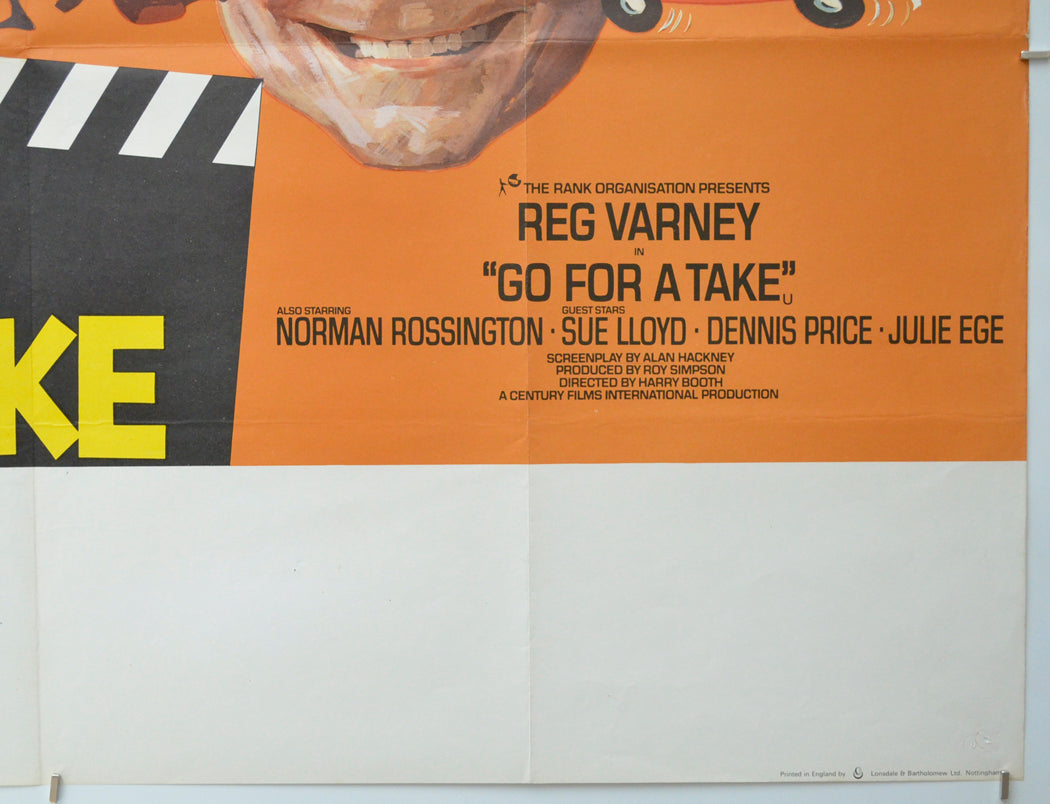 THE RANK ORGANISATION PRESENTS
REG VARNEY
IN
"GO FOR A TAKE"
U
ALSO STARRING
GUEST STARS
NORMAN ROSSINGTON · SUE LLOYD · DENNIS PRICE · JULIE EGE
SCREENPLAY BY ALAN HACKNEY
PRODUCED BY ROY SIMPSON
DIRECTED BY HARRY BOOTH
A CENTURY FILMS INTERNATIONAL PRODUCTION
KE
Printed in England by Lonsdale & Bartholomew Ltd. Nottingham